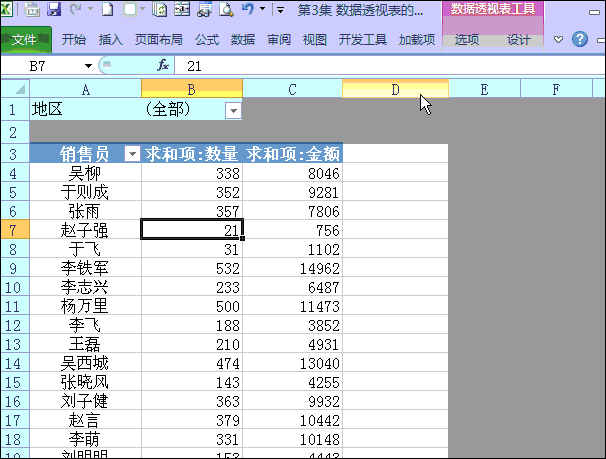 第3集 数据透视表的...
数据透视表工具
文件 开始 插入 页面布局 公式 数据 审阅 视图 开发工具 加载项 选项 设计
B7 fx 21
A B C D E F
1 地区 (全部)
2
3 销售员 求和项:数量 求和项:金额
4 吴柳 338 8046
5 于则成 352 9281
6 张雨 357 7806
7 赵子强 21 756
8 于飞 31 1102
9 李铁军 532 14962
10 李志兴 233 6487
11 杨万里 500 11473
12 李飞 188 3852
13 王磊 210 4931
14 吴西城 474 13040
15 张晓风 143 4255
16 刘子健 363 9932
17 赵言 379 10442
18 李萌 331 10148
19 刘明明 153 4443